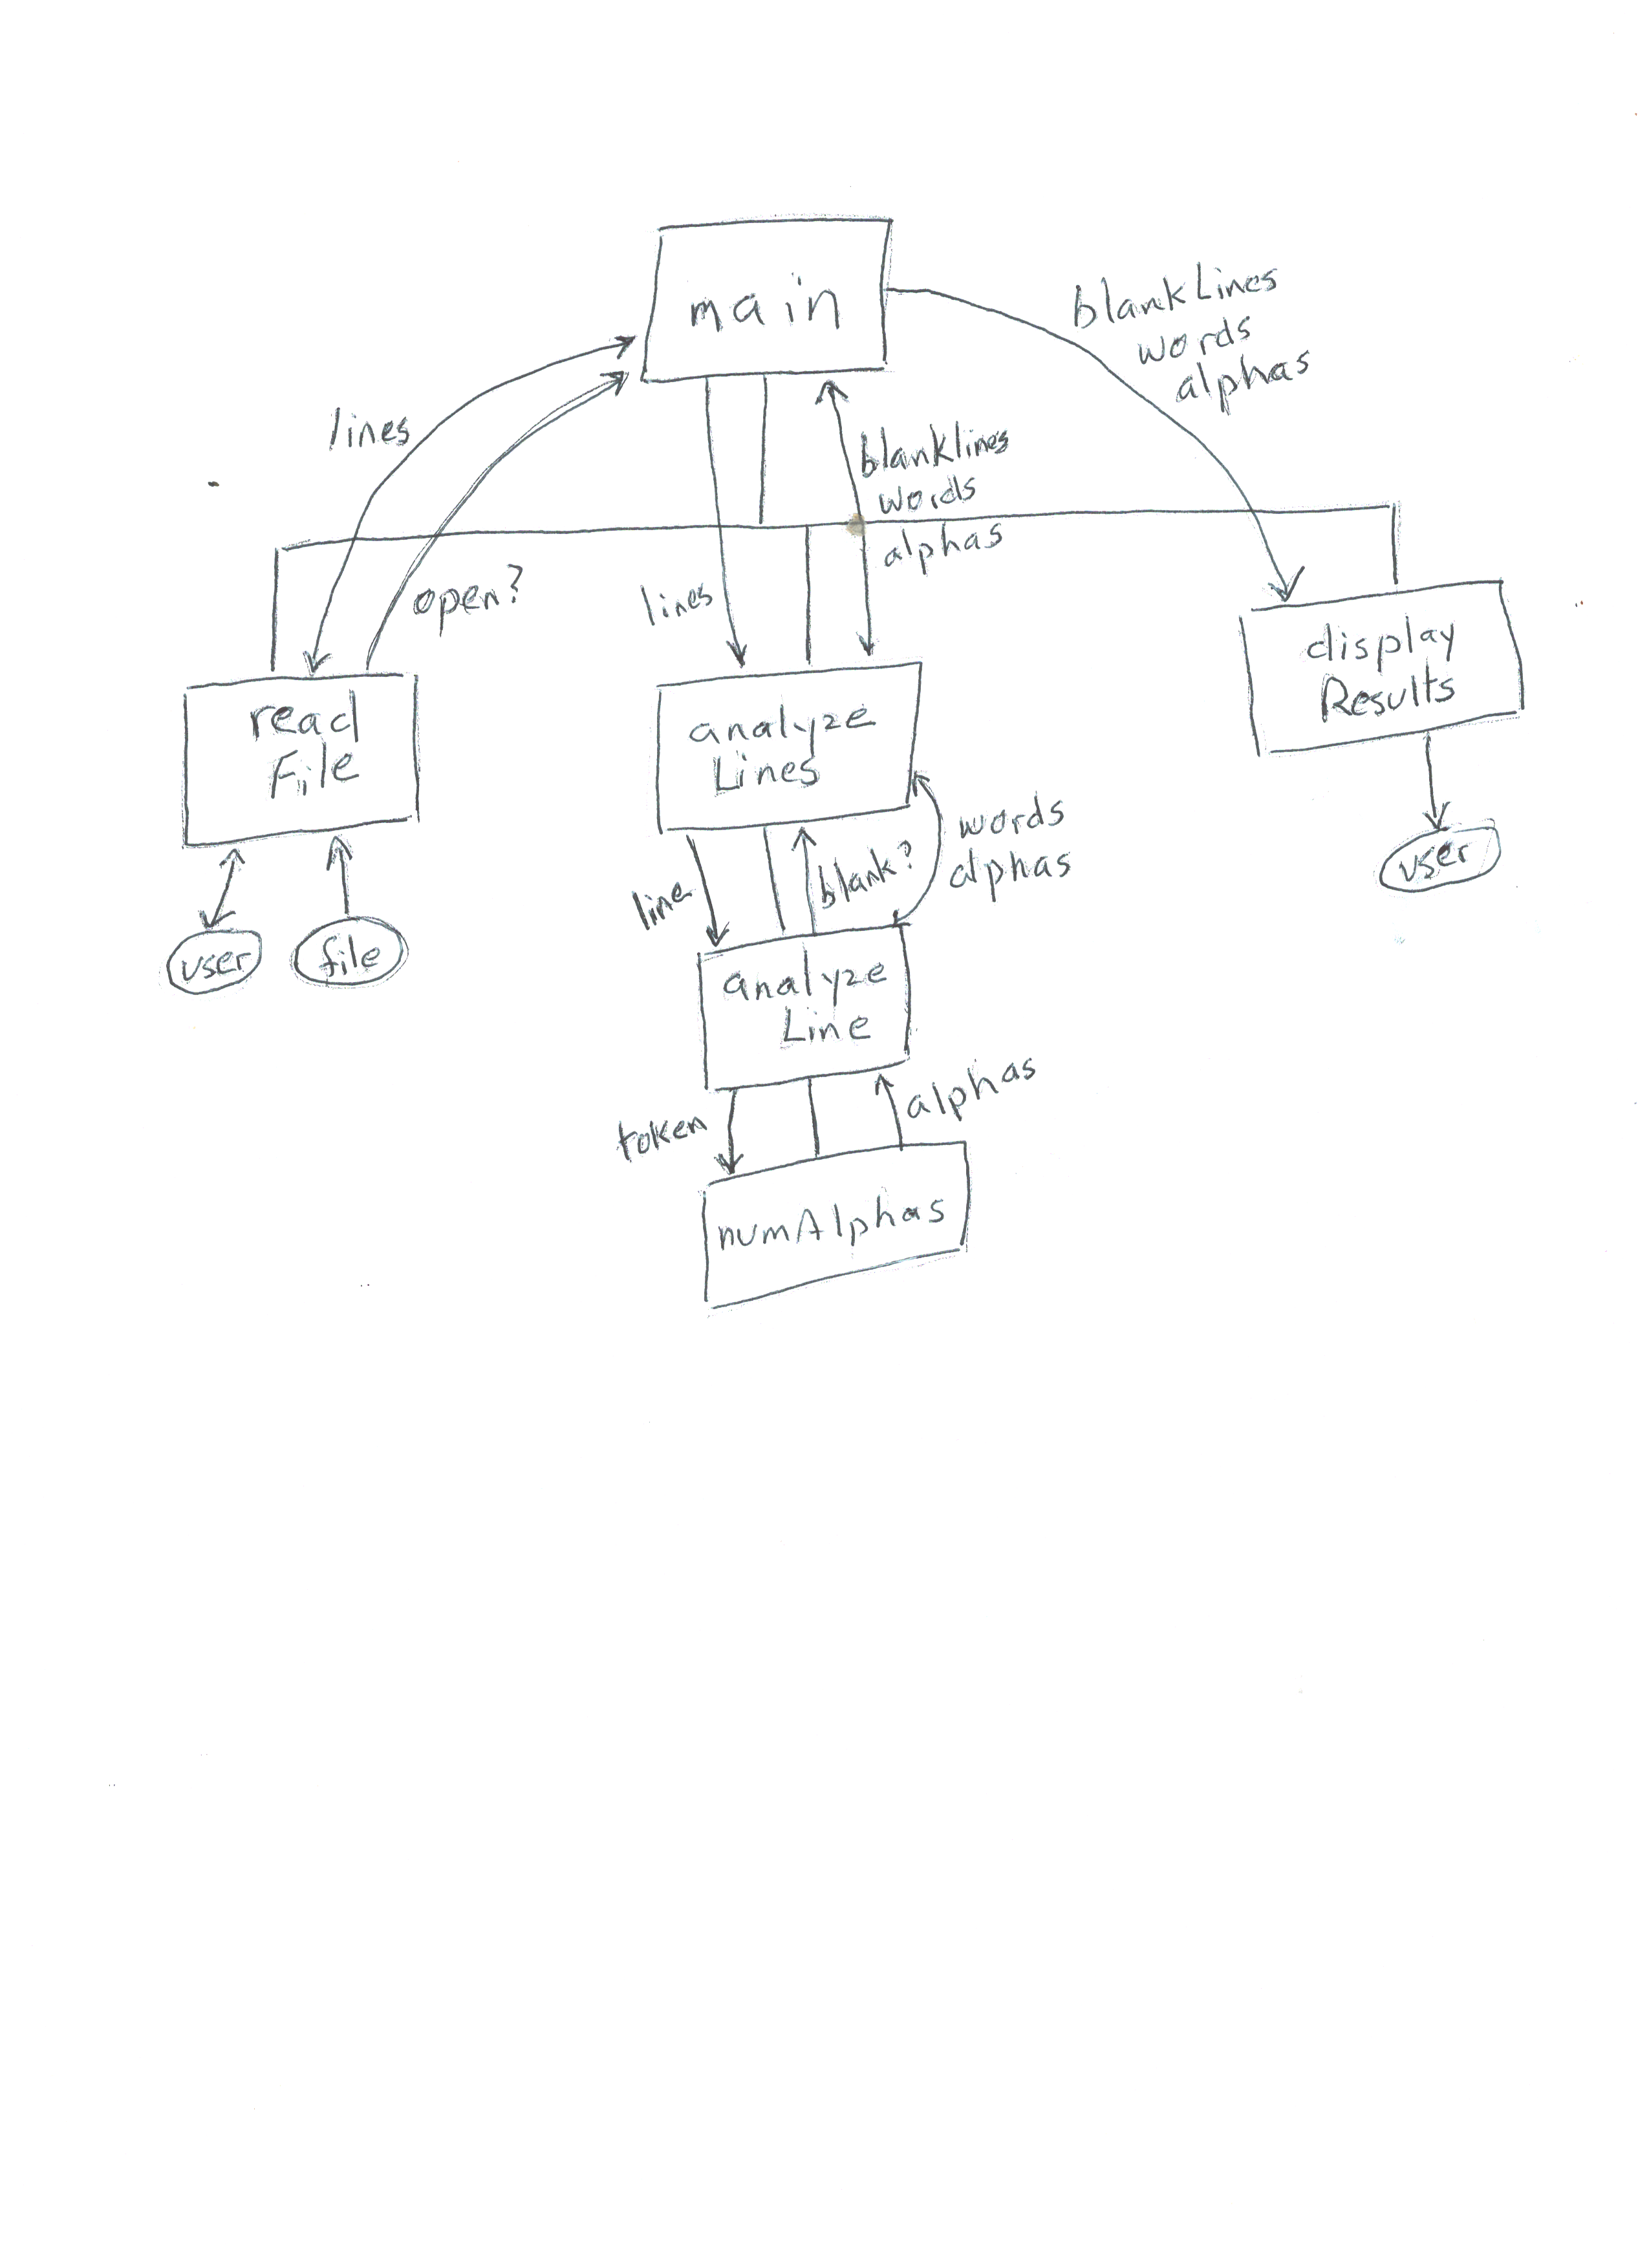 main
blankLines
words
alphas
lines
blanklines
words
alphas
open?
lines
read
File
analyze
Lines
display
Results
line
blank?
words
alphas
user
file
user
analyze
Line
token
alphas
numAlphas